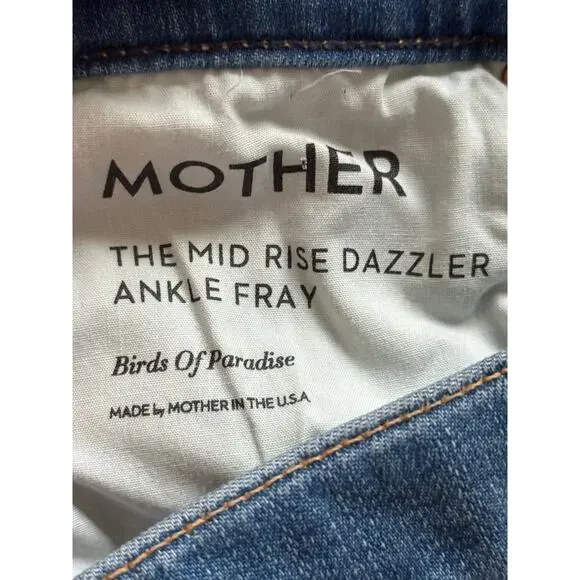 MOTHER
THE MID RISE DAZZLER
ANKLE FRAY
Birds Of Paradise
MADE by MOTHER IN THE U.S.A